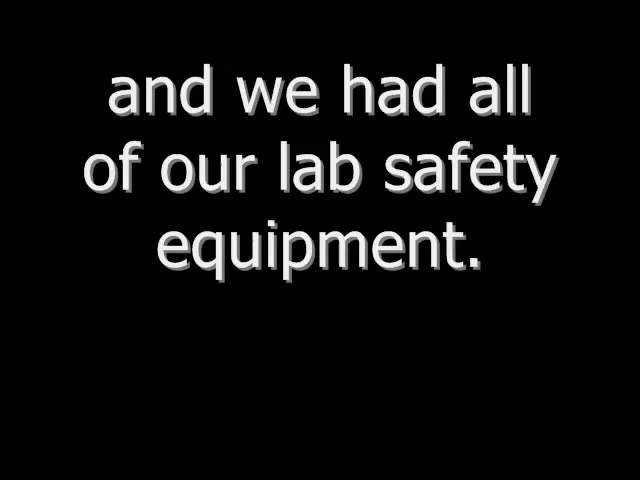 and we had all
of our lab safety
equipment.